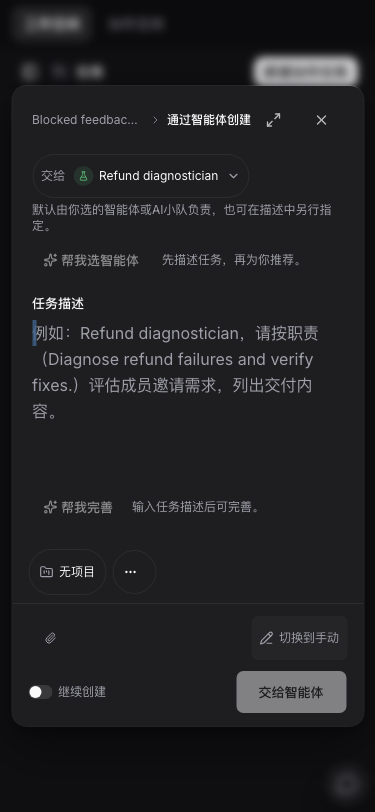 Blocked feedbac... > 通过智能体创建
交给 Refund diagnostician
默认由你选的智能体或AI小队负责，也可在描述中另行指
定。
帮我选智能体 先描述任务，再为你推荐。
任务描述
例如：Refund diagnostician，请按职责
（Diagnose refund failures and verify
fixes.）评估成员邀请需求，列出交付内
容。
帮我完善 输入任务描述后可完善。
无项目 ...
切换到手动
继续创建 交给智能体